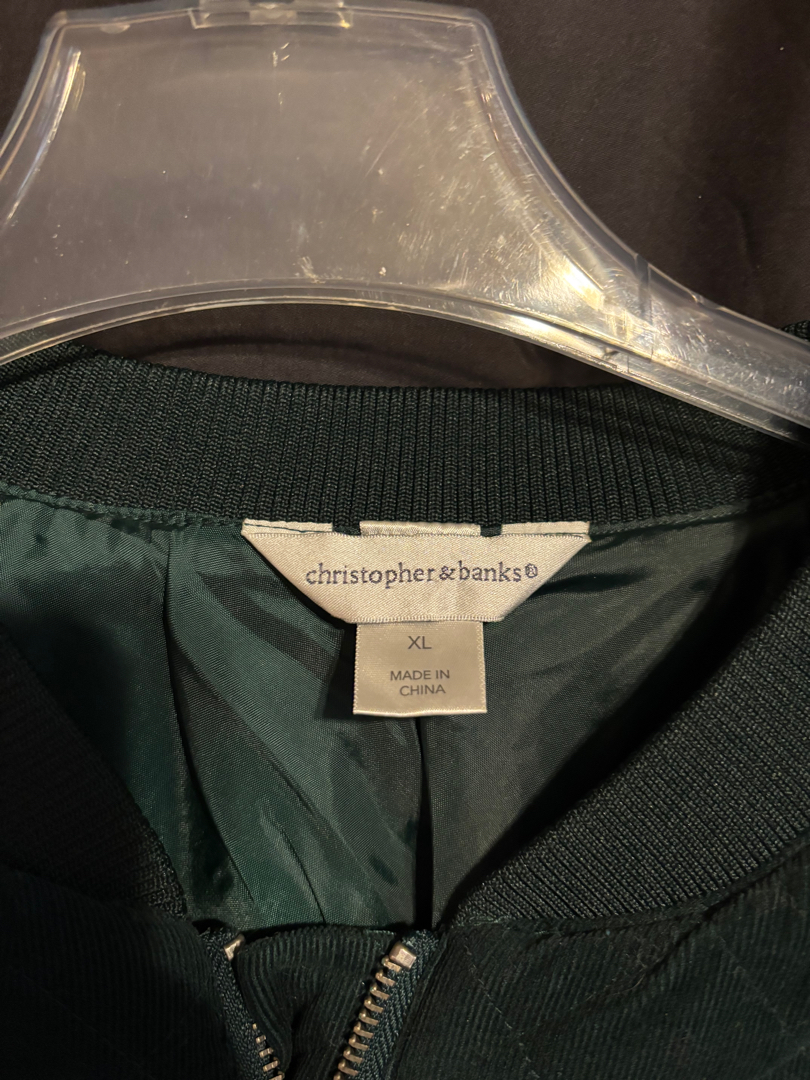 christopher & banks®
XL
MADE IN
CHINA